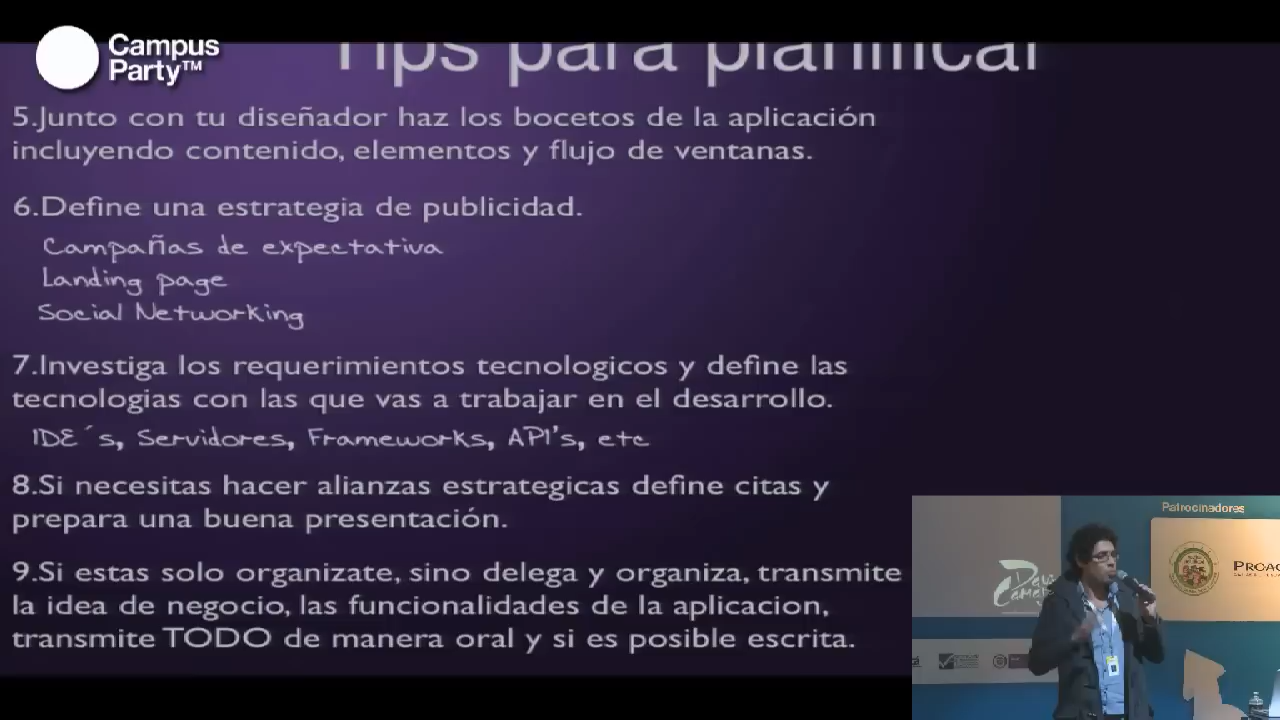 Campus
Party™
Tips para planificar
5.Junto con tu diseñador haz los bocetos de la aplicación
incluyendo contenido, elementos y flujo de ventanas.
6.Define una estrategia de publicidad.
Campañas de expectativa
Landing page
Social Networking
7.Investiga los requerimientos tecnologicos y define las
tecnologias con las que vas a trabajar en el desarrollo.
IDE´s, Servidores, Frameworks, API's, etc
8.Si necesitas hacer alianzas estrategicas define citas y
prepara una buena presentación.
9.Si estas solo organizate, sino delega y organiza, transmite
la idea de negocio, las funcionalidades de la aplicacion,
transmite TODO de manera oral y si es posible escrita.
Patrocinadores